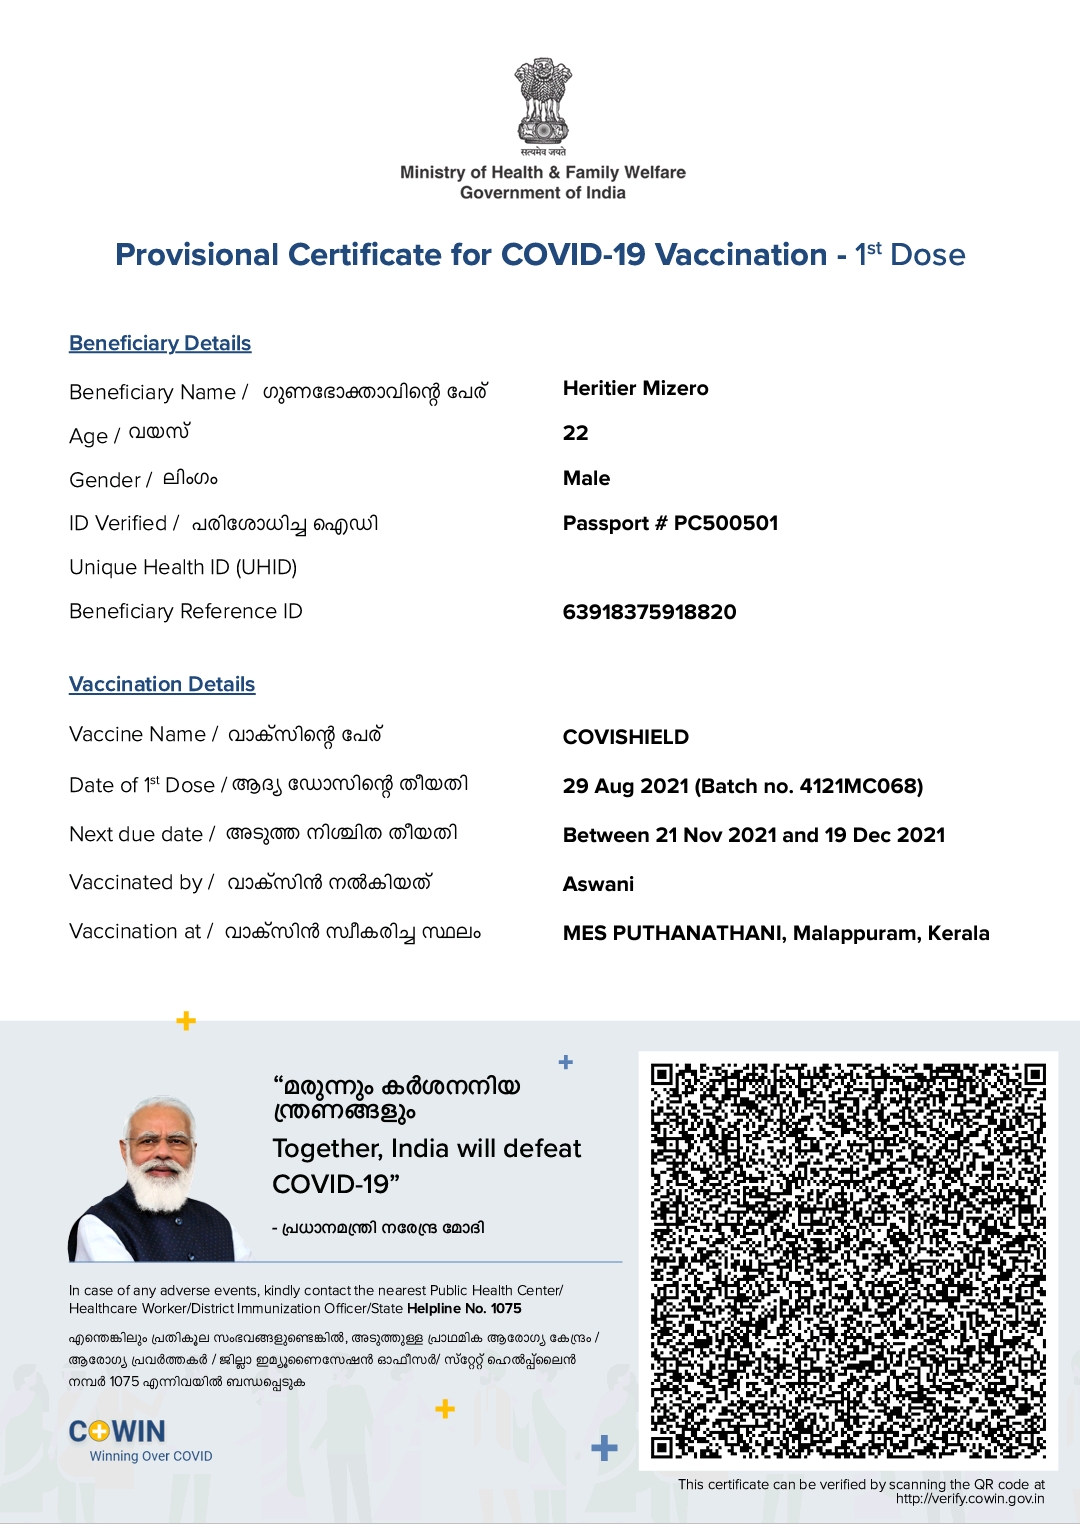 सत्यमेव जयते
Ministry of Health & Family Welfare
Government of India
Provisional Certificate for COVID-19 Vaccination - 1st Dose
Beneficiary Details
Beneficiary Name / ഗുണഭോക്താവിന്റെ പേര് Heritier Mizero
Age / വയസ് 22
Gender / ലിംഗം Male
ID Verified / പരിശോധിച്ച ഐഡി Passport # PC500501
Unique Health ID (UHID)
Beneficiary Reference ID 63918375918820
Vaccination Details
Vaccine Name / വാക്സിന്റെ പേര് COVISHIELD
Date of 1st Dose / ആദ്യ ഡോസിന്റെ തീയതി 29 Aug 2021 (Batch no. 4121MC068)
Next due date / അടുത്ത നിശ്ചിത തീയതി Between 21 Nov 2021 and 19 Dec 2021
Vaccinated by / വാക്സിൻ നൽകിയത് Aswani
Vaccination at / വാക്സിൻ സ്വീകരിച്ച സ്ഥലം MES PUTHANATHANI, Malappuram, Kerala
“മരുന്നും കർശനനിയ
ന്ത്രണങ്ങളും
Together, India will defeat
COVID-19”
- പ്രധാനമന്ത്രി നരേന്ദ്ര മോദി
In case of any adverse events, kindly contact the nearest Public Health Center/
Healthcare Worker/District Immunization Officer/State Helpline No. 1075
എന്തെങ്കിലും പ്രതികൂല സംഭവങ്ങളുണ്ടെങ്കിൽ, അടുത്തുള്ള പ്രാഥമിക ആരോഗ്യ കേന്ദ്രം /
ആരോഗ്യ പ്രവർത്തകർ / ജില്ലാ ഇമ്യൂണൈസേഷൻ ഓഫീസർ/ സ്റ്റേറ്റ് ഹെൽപ്പ്ലൈൻ
നമ്പർ 1075 എന്നിവയിൽ ബന്ധപ്പെടുക
COWIN
Winning Over COVID
This certificate can be verified by scanning the QR code at
http://verify.cowin.gov.in